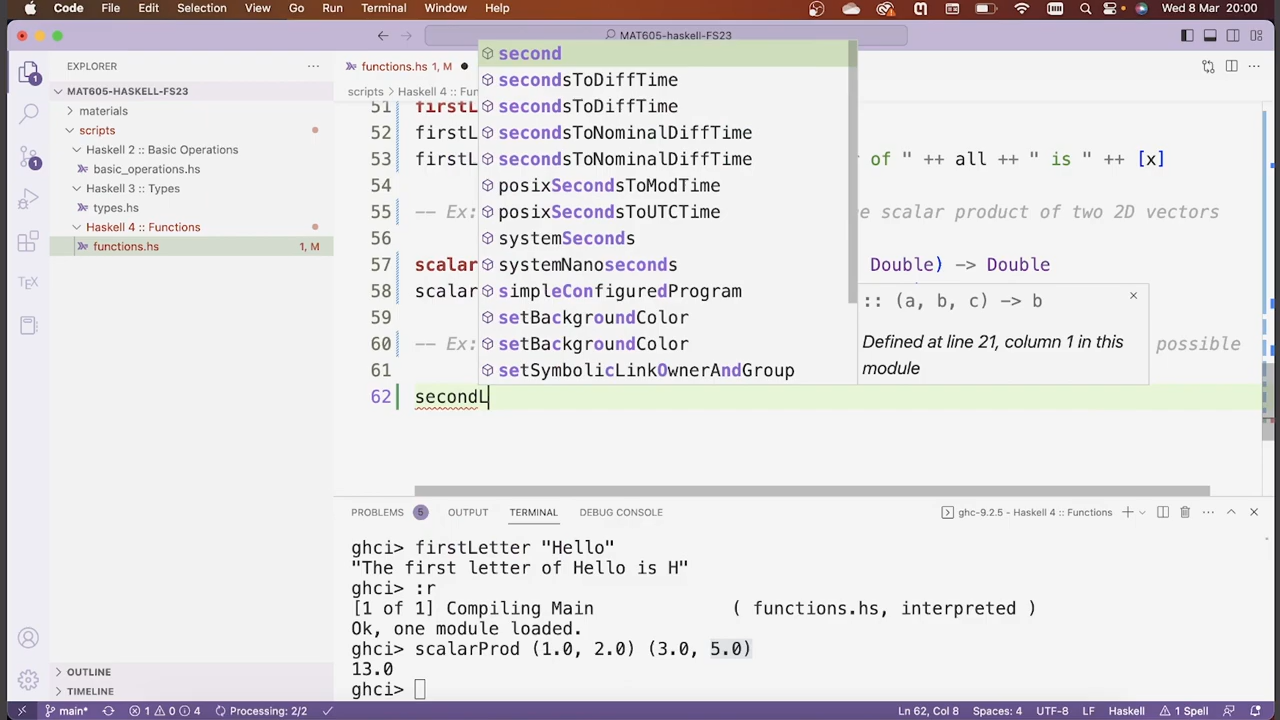 Code File Edit Selection View Go Run Terminal Window Help Wed 8 Mar 20:00
MAT605-haskell-FS23
EXPLORER
functions.hs 1, M
MAT605-HASKELL-FS23
scripts > Haskell 4 :: Fun
materials
scripts
Haskell 2 :: Basic Operations
basic_operations.hs
Haskell 3 :: Types
types.hs
Haskell 4 :: Functions
functions.hs 1, M
OUTLINE
TIMELINE
51 firstL
52 firstL
53 firstL r of " ++ all ++ " is " ++ [x]
54
55 -- Ex: e scalar product of two 2D vectors
56
57 scalar Double) -> Double
58 scalar
59
60 -- Ex: possible
61
62 secondL
second
secondsToDiffTime
secondsToDiffTime
secondsToNominalDiffTime
secondsToNominalDiffTime
posixSecondsToModTime
posixSecondsToUTCTime
systemSeconds
systemNanoseconds
simpleConfiguredProgram
setBackgroundColor
setBackgroundColor
setSymbolicLinkOwnerAndGroup
:: (a, b, c) -> b
Defined at line 21, column 1 in this
module
PROBLEMS 5 OUTPUT TERMINAL DEBUG CONSOLE ghc-9.2.5 - Haskell 4 :: Functions
ghci> firstLetter "Hello"
"The first letter of Hello is H"
ghci> :r
[1 of 1] Compiling Main ( functions.hs, interpreted )
Ok, one module loaded.
ghci> scalarProd (1.0, 2.0) (3.0, 5.0)
13.0
ghci>
main* 1 0 4 Processing: 2/2 Ln 62, Col 8 Spaces: 4 UTF-8 LF Haskell 1 Spell